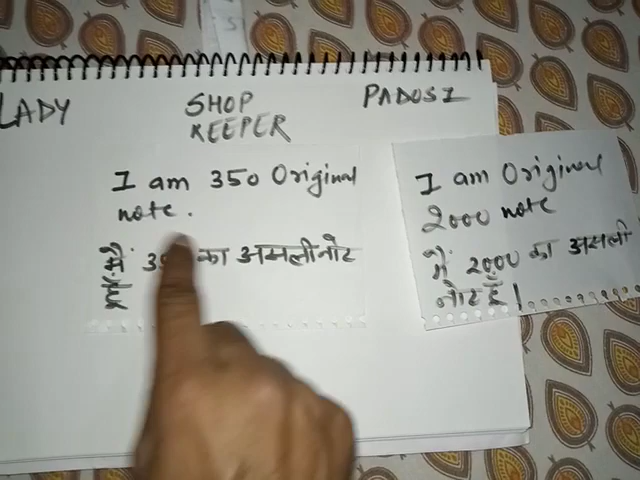 LADY SHOP KEEPER PADOSI
I am 350 Original
note.
मैं का असली नोट
I am Original
2000 note
मैं 2000 का असली
नोट हूँ।